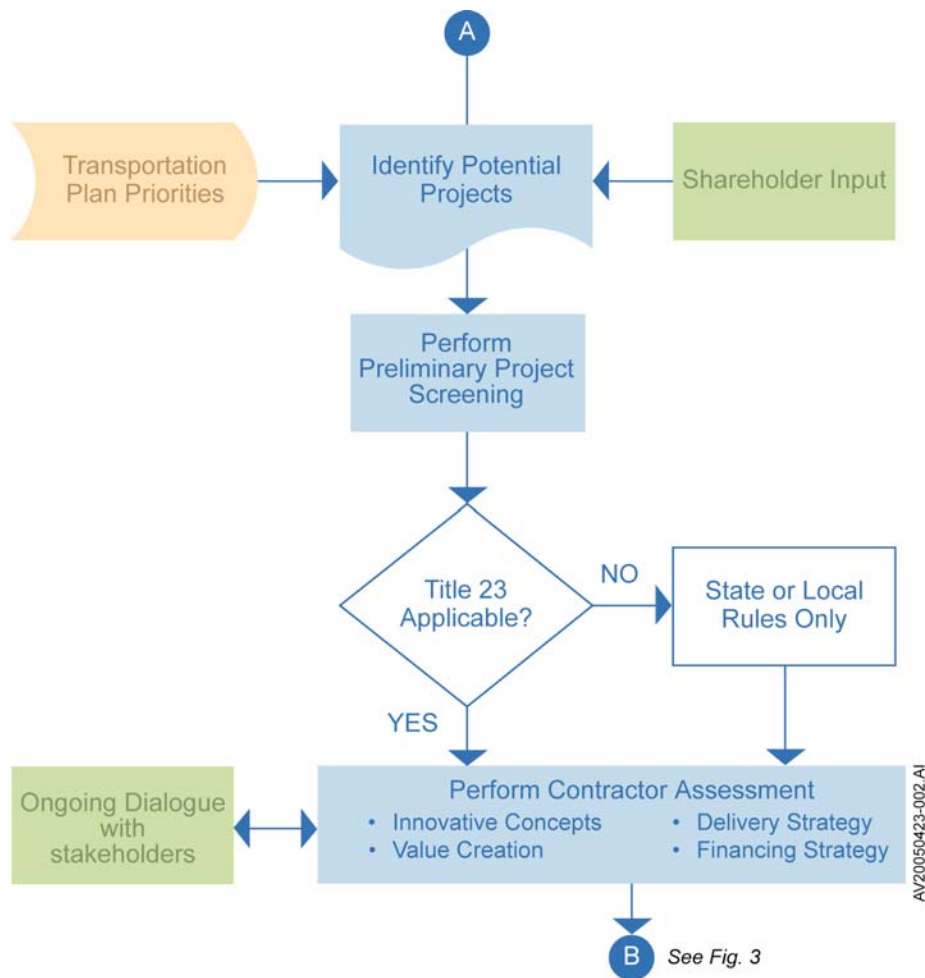 A
Transportation
Plan Priorities
Identify Potential
Projects
Shareholder Input
Perform
Preliminary Project
Screening
Title 23
Applicable?
NO
State or Local
Rules Only
YES
Ongoing Dialogue
with
stakeholders
Perform Contractor Assessment
• Innovative Concepts
• Value Creation
• Delivery Strategy
• Financing Strategy
AV20050423-002.AI
B
See Fig. 3